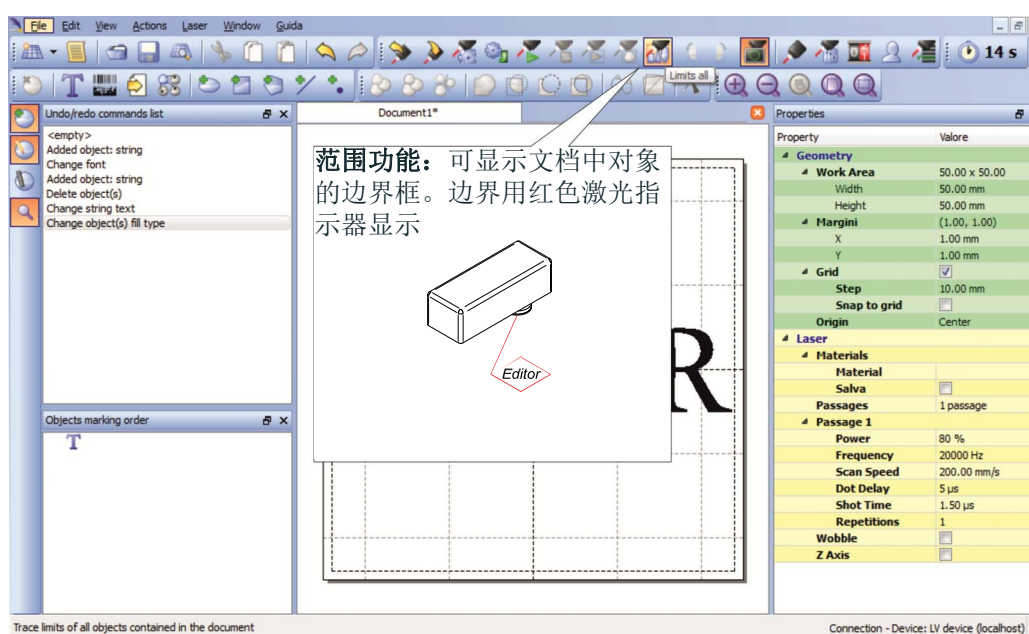 File Edit View Actions Laser Window Guida
14 s
Limits all
Undo/redo commands list
<empty>
Added object: string
Change font
Added object: string
Delete object(s)
Change string text
Change object(s) fill type
Objects marking order
T
Document1*
范围功能：可显示文档中对象
的边界框。边界用红色激光指
示器显示
Editor
R
Properties
Property Valore
Geometry
Work Area 50.00 x 50.00
Width 50.00 mm
Height 50.00 mm
Margini (1.00, 1.00)
X 1.00 mm
Y 1.00 mm
Grid
Step 10.00 mm
Snap to grid
Origin Center
Laser
Materials
Material
Salva
Passages 1 passage
Passage 1
Power 80 %
Frequency 20000 Hz
Scan Speed 200.00 mm/s
Dot Delay 5 µs
Shot Time 1.50 µs
Repetitions 1
Wobble
Z Axis
Trace limits of all objects contained in the document
Connection - Device: LV device (localhost)